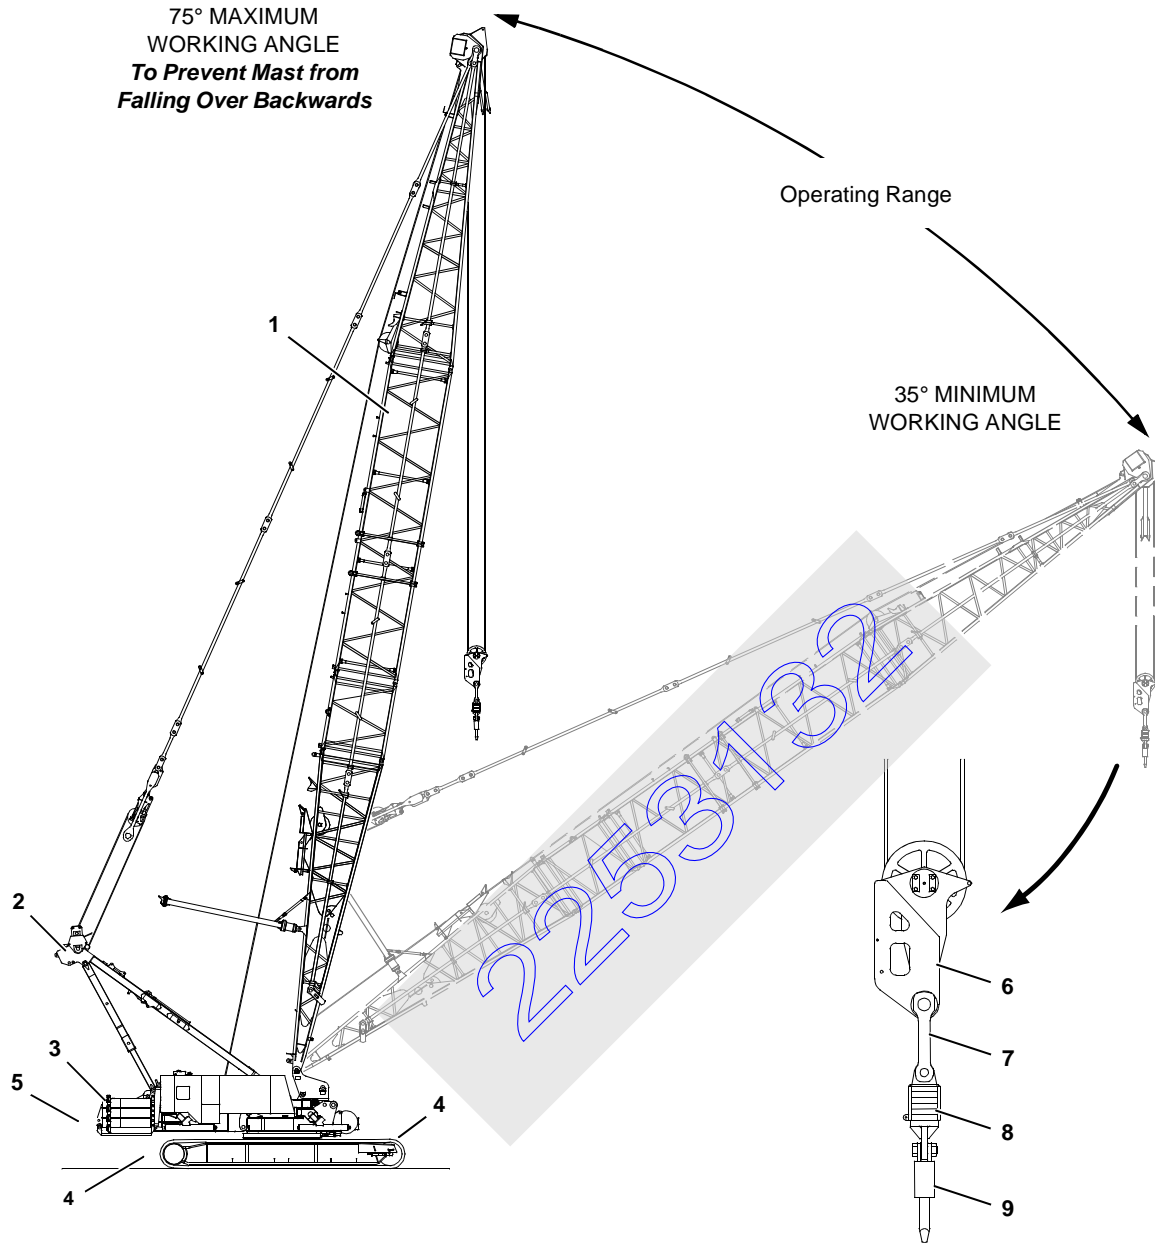 75° MAXIMUM
WORKING ANGLE
To Prevent Mast from
Falling Over Backwards
Operating Range
1
35° MINIMUM
WORKING ANGLE
2253132
2
3
5
4
4
6
7
8
9